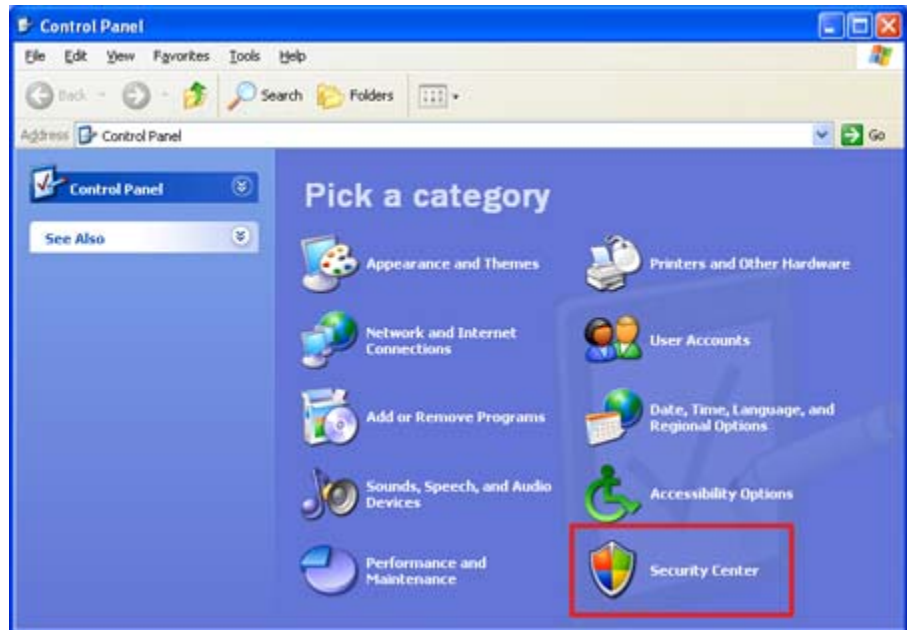 Control Panel
File Edit View Favorites Tools Help
Back Search Folders
Address Control Panel Go
Control Panel
See Also
Pick a category
Appearance and Themes
Printers and Other Hardware
Network and Internet
Connections
User Accounts
Add or Remove Programs
Date, Time, Language, and
Regional Options
Sounds, Speech, and Audio
Devices
Accessibility Options
Performance and
Maintenance
Security Center